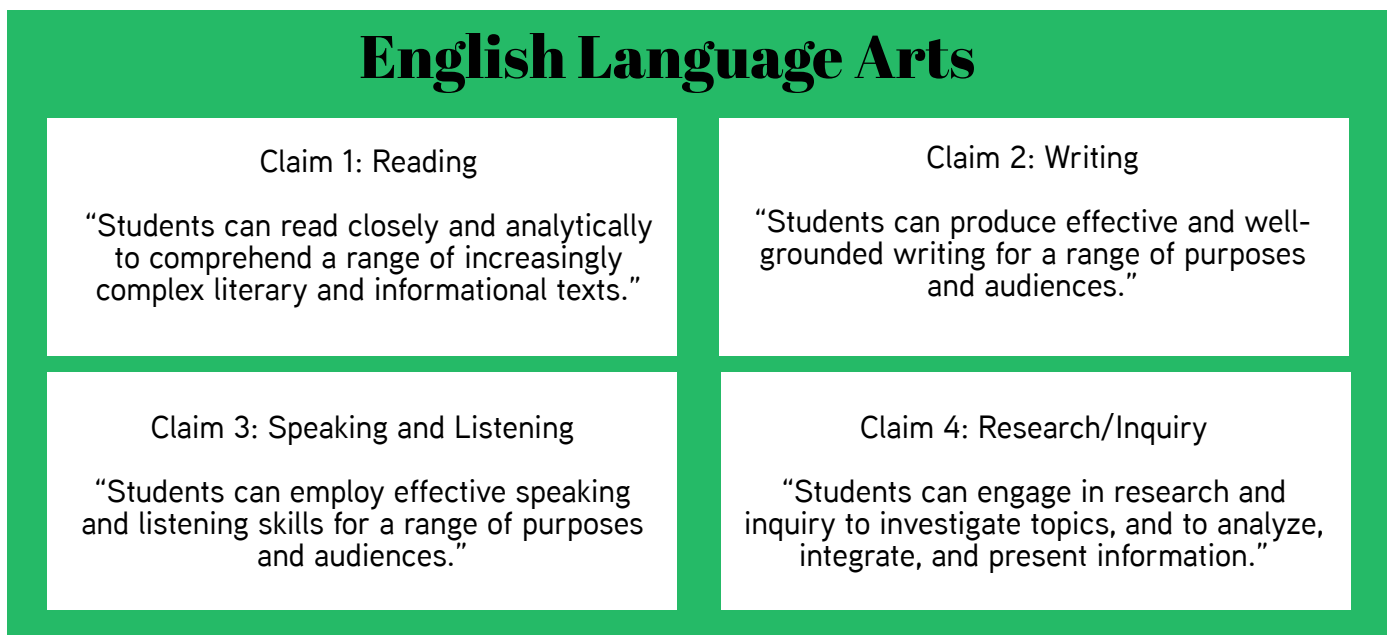 English Language Arts
Claim 1: Reading
“Students can read closely and analytically
to comprehend a range of increasingly
complex literary and informational texts.”
Claim 2: Writing
“Students can produce effective and well-
grounded writing for a range of purposes
and audiences.”
Claim 3: Speaking and Listening
“Students can employ effective speaking
and listening skills for a range of purposes
and audiences.”
Claim 4: Research/Inquiry
“Students can engage in research and
inquiry to investigate topics, and to analyze,
integrate, and present information.”